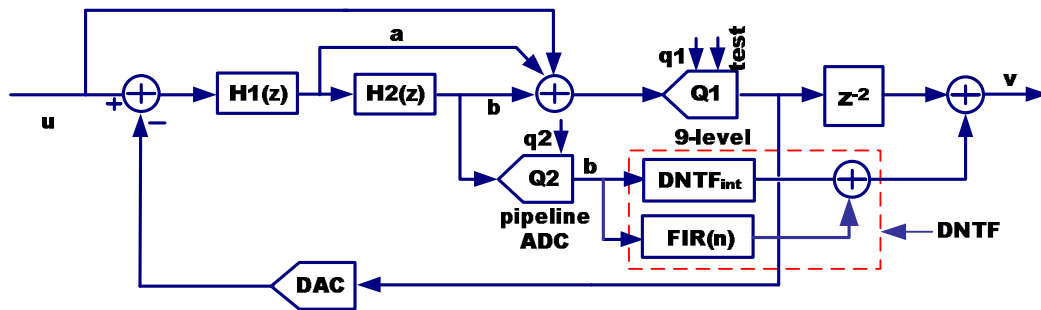 a
q1
test
H1(z)
H2(z)
Q1
z-2
v
+
u
−
b
q2
9-level
Q2
b
DNTFint
pipeline
ADC
FIR(n)
DNTF
DAC